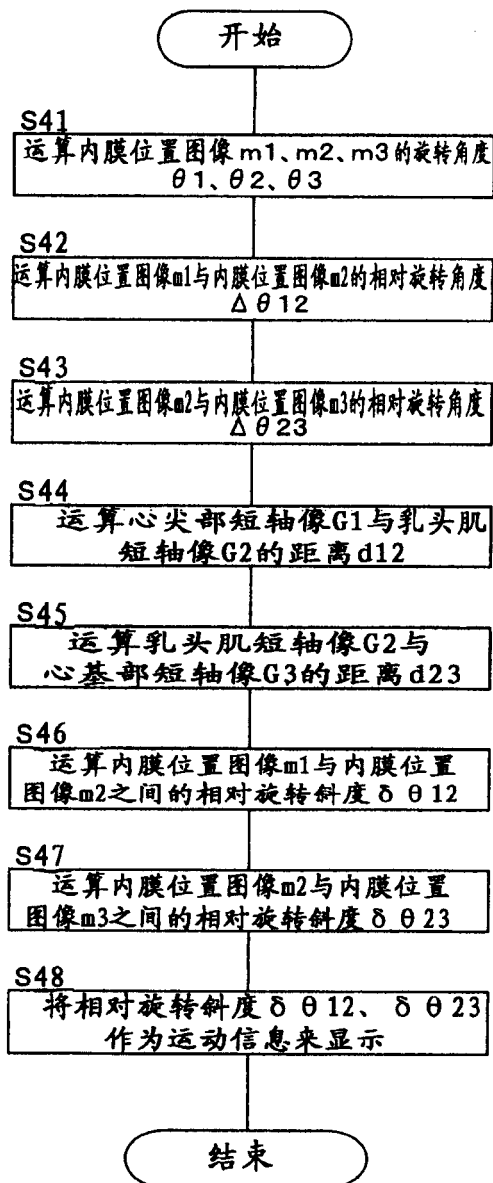 开始
S41
运算内膜位置图像m1、m2、m3的旋转角度
θ1、θ2、θ3
S42
运算内膜位置图像m1与内膜位置图像m2的相对旋转角度
Δθ12
S43
运算内膜位置图像m2与内膜位置图像m3的相对旋转角度
Δθ23
S44
运算心尖部短轴像G1与乳头肌
短轴像G2的距离d12
S45
运算乳头肌短轴像G2与
心基部短轴像G3的距离d23
S46
运算内膜位置图像m1与内膜位置
图像m2之间的相对旋转斜度δθ12
S47
运算内膜位置图像m2与内膜位置
图像m3之间的相对旋转斜度δθ23
S48
将相对旋转斜度δθ12、δθ23
作为运动信息来显示
结束